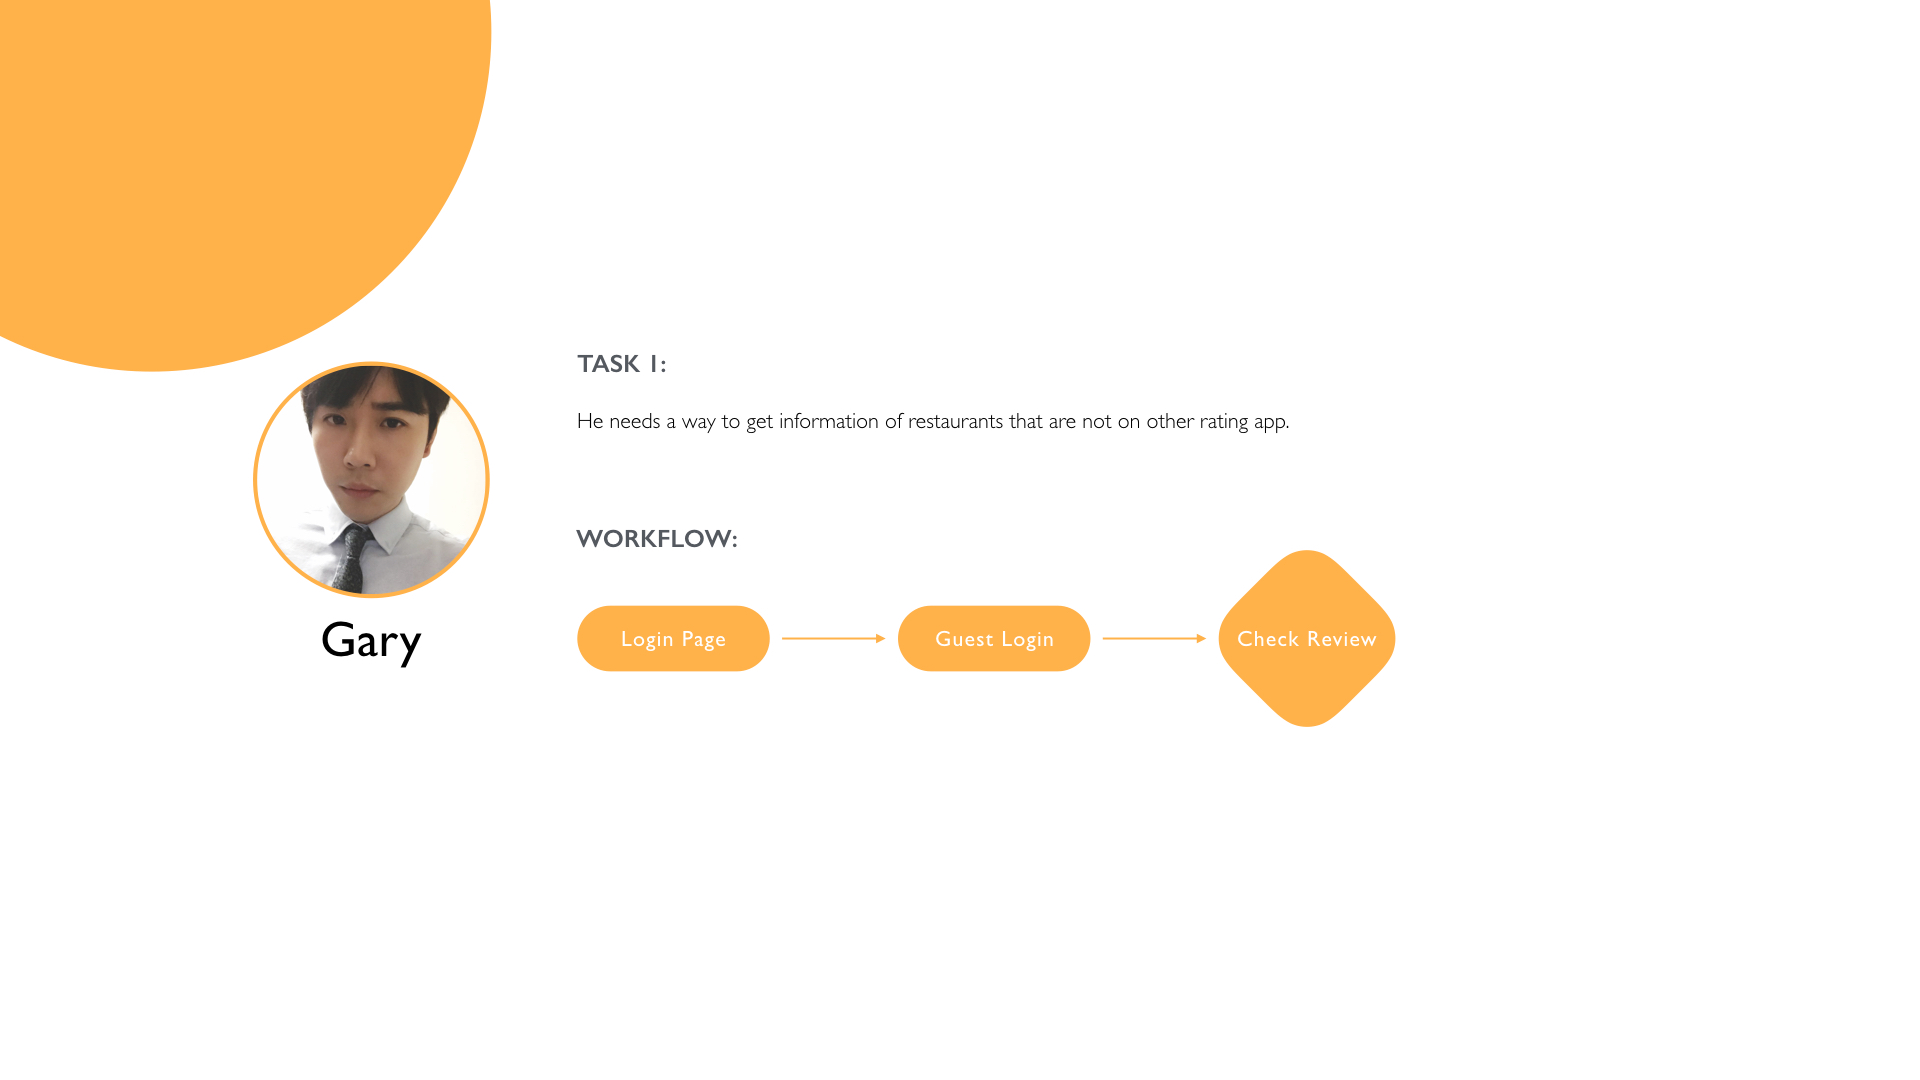 TASK 1:
He needs a way to get information of restaurants that are not on other rating app.
WORKFLOW:
Gary
Login Page
Guest Login
Check Review